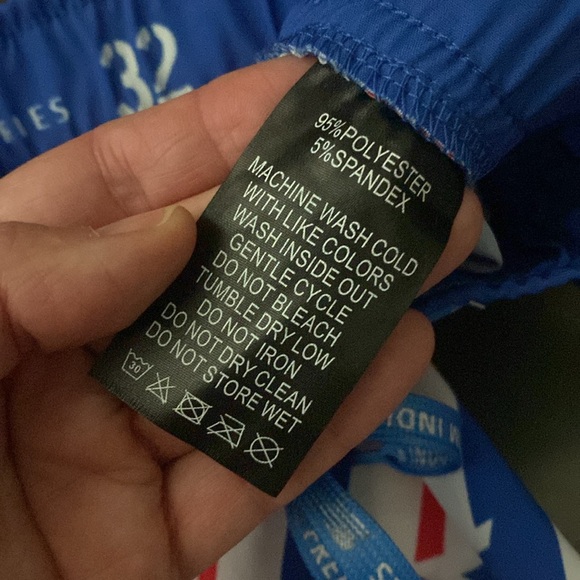 32
95%POLYESTER
5%SPANDEX
MACHINE WASH COLD
WITH LIKE COLORS
WASH INSIDE OUT
GENTLE CYCLE
DO NOT BLEACH
TUMBLE DRY LOW
DO NOT IRON
DO NOT DRY CLEAN
DO NOT STORE WET
30